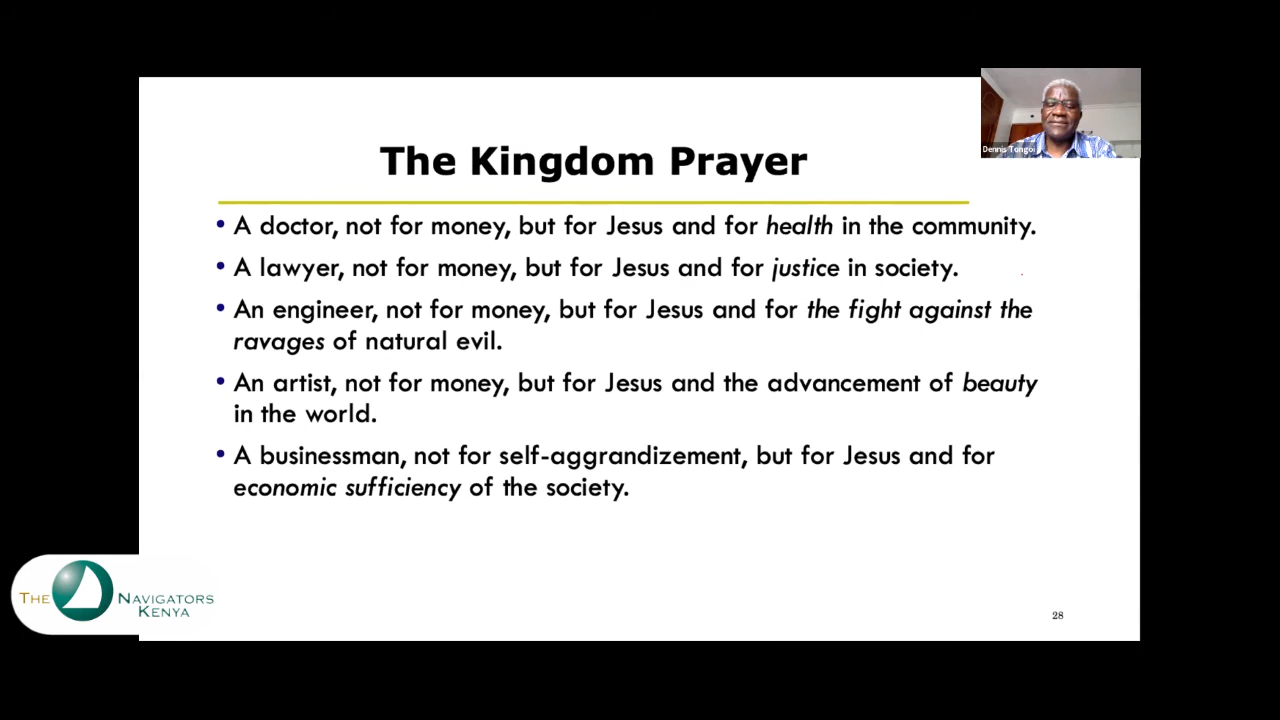 The Kingdom Prayer
Dennis Tongoi
• A doctor, not for money, but for Jesus and for health in the community.
• A lawyer, not for money, but for Jesus and for justice in society.
• An engineer, not for money, but for Jesus and for the fight against the
ravages of natural evil.
• An artist, not for money, but for Jesus and the advancement of beauty
in the world.
• A businessman, not for self-aggrandizement, but for Jesus and for
economic sufficiency of the society.
THE NAVIGATORS
KENYA
28